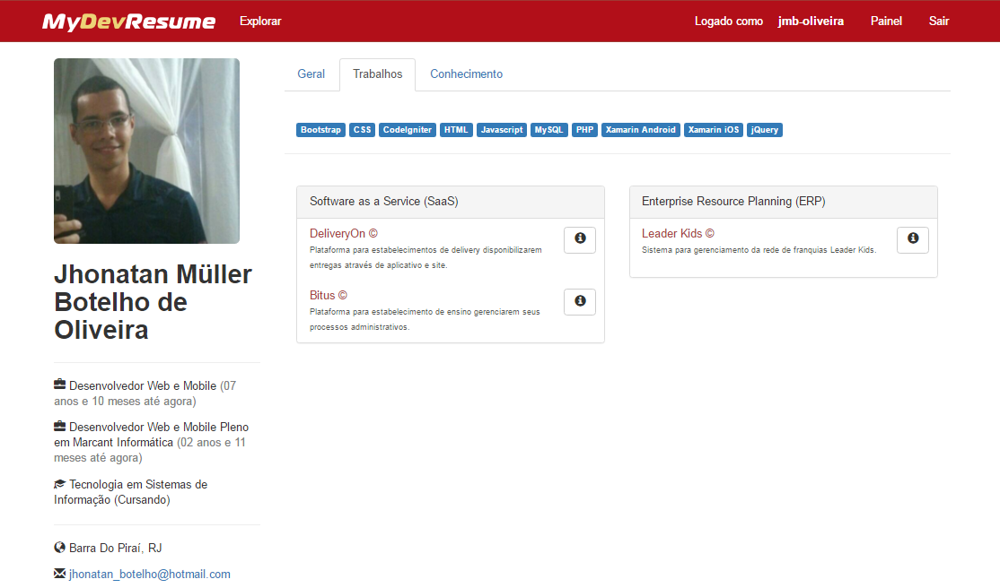 MyDevResume Explorar Logado como jmb-oliveira Painel Sair
Geral Trabalhos Conhecimento
Bootstrap CSS CodeIgniter HTML Javascript MySQL PHP Xamarin Android Xamarin iOS jQuery
Software as a Service (SaaS)
DeliveryOn ©
Plataforma para estabelecimentos de delivery disponibilizarem
entregas através de aplicativo e site.
Bitus ©
Plataforma para estabelecimento de ensino gerenciarem seus
processos administrativos.
Enterprise Resource Planning (ERP)
Leader Kids ©
Sistema para gerenciamento da rede de franquias Leader Kids.
Jhonatan Müller
Botelho de
Oliveira
Desenvolvedor Web e Mobile (07
anos e 10 meses até agora)
Desenvolvedor Web e Mobile Pleno
em Marcant Informática (02 anos e 11
meses até agora)
Tecnologia em Sistemas de
Informação (Cursando)
Barra Do Piraí, RJ
jhonatan_botelho@hotmail.com